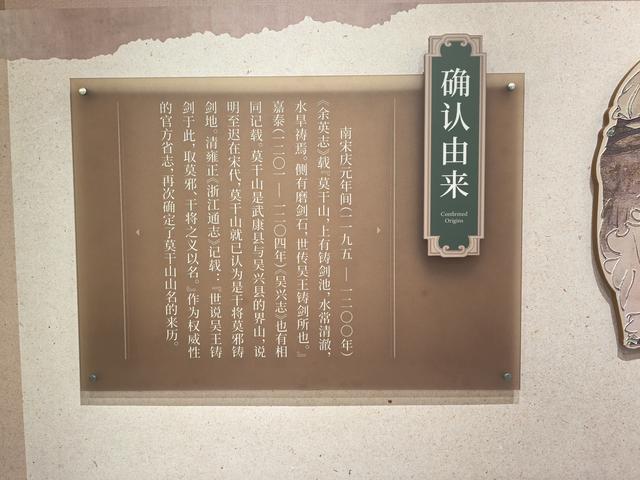 确认由来
Confirmed
Origins
南宋庆元年间(一一九五 — 一二〇〇年)
《余英志》载『莫干山,上有铸剑池,水常清澈,
水旱祷焉。侧有磨剑石,世传吴王铸剑所也。』
嘉泰(一二〇一 — 一二〇四年)《吴兴志》也有相
同记载。莫干山是武康县与吴兴县的界山,说
明至迟在宋代,莫干山就已认为是干将莫邪铸
剑地。清雍正《浙江通志》记载:『世说吴王铸
剑于此,取莫邪、干将之义以名。』作为权威性
的官方省志,再次确定了莫干山山名的来历。